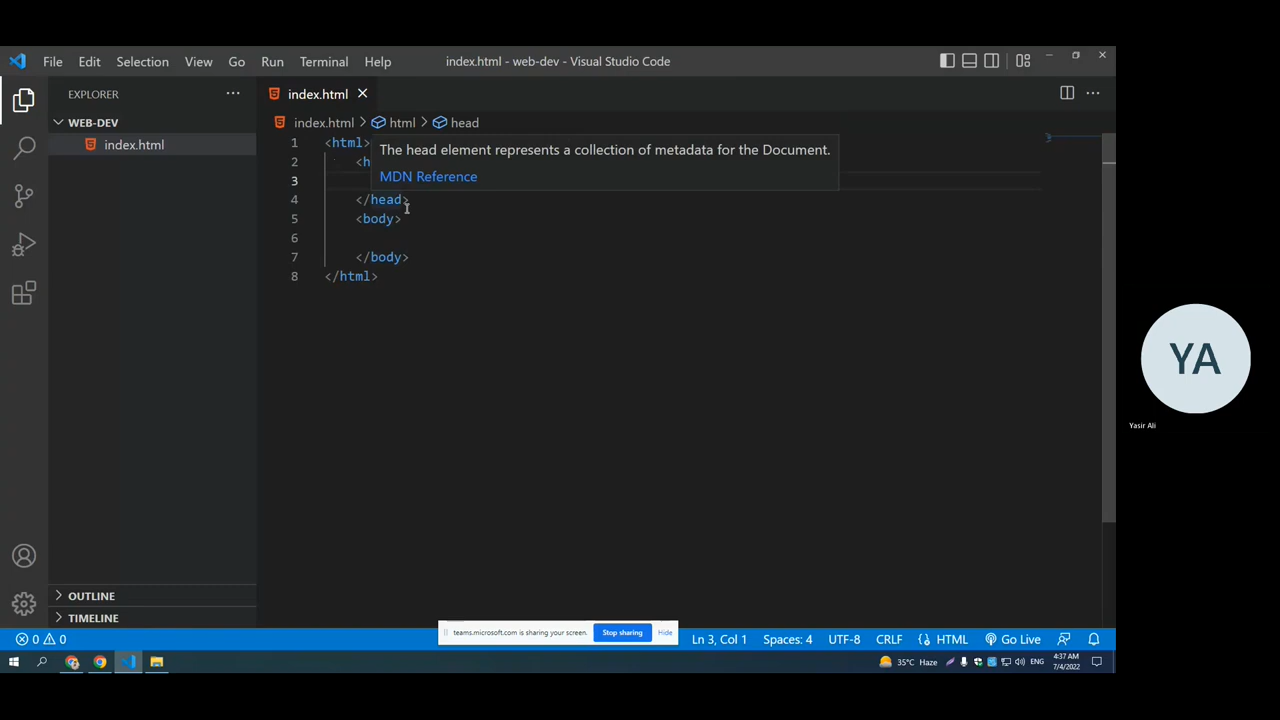 File Edit Selection View Go Run Terminal Help index.html - web-dev - Visual Studio Code
EXPLORER
WEB-DEV
index.html
index.html
index.html > html > head
1 <html>
2 <h
The head element represents a collection of metadata for the Document.
MDN Reference
3
4 </head>
5 <body>
6
7 </body>
8 </html>
YA
Yasir Ali
OUTLINE
TIMELINE
teams.microsoft.com is sharing your screen. Stop sharing Hide
0 0 Ln 3, Col 1 Spaces: 4 UTF-8 CRLF HTML Go Live
35°C Haze ENG 4:37 AM
7/4/2022